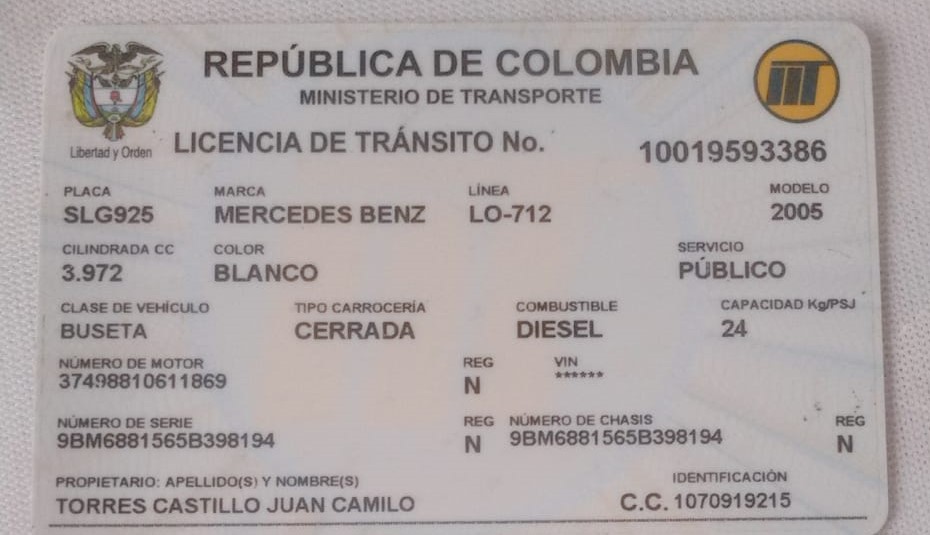 REPÚBLICA DE COLOMBIA
MINISTERIO DE TRANSPORTE
Libertad y Orden
LICENCIA DE TRÁNSITO No. 10019593386
PLACA MARCA LÍNEA MODELO
SLG925 MERCEDES BENZ LO-712 2005
CILINDRADA CC COLOR SERVICIO
3.972 BLANCO PÚBLICO
CLASE DE VEHÍCULO TIPO CARROCERÍA COMBUSTIBLE CAPACIDAD Kg/PSJ
BUSETA CERRADA DIESEL 24
NÚMERO DE MOTOR REG VIN
37498810611869 N ******
NÚMERO DE SERIE REG NÚMERO DE CHASIS REG
9BM6881565B398194 N 9BM6881565B398194 N
PROPIETARIO: APELLIDO(S) Y NOMBRE(S) IDENTIFICACIÓN
TORRES CASTILLO JUAN CAMILO C.C. 1070919215